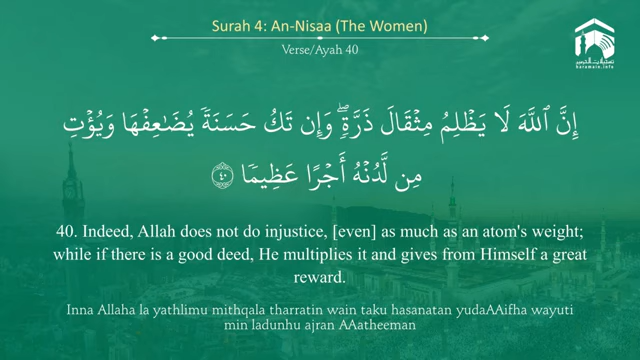 Surah 4: An-Nisaa (The Women)
Verse/Ayah 40
haramain.info
إِنَّ ٱللَّهَ لَا يَظْلِمُ مِثْقَالَ ذَرَّةٍۖ وَإِن تَكُ حَسَنَةً يُضَٰعِفْهَا وَيُؤْتِ
مِن لَّدُنْهُ أَجْرًا عَظِيمًا ٤٠
40. Indeed, Allah does not do injustice, [even] as much as an atom's weight;
while if there is a good deed, He multiplies it and gives from Himself a great
reward.
Inna Allaha la yathlimu mithqala tharratin wain taku hasanatan yudaAAifha wayuti
min ladunhu ajran AAatheeman